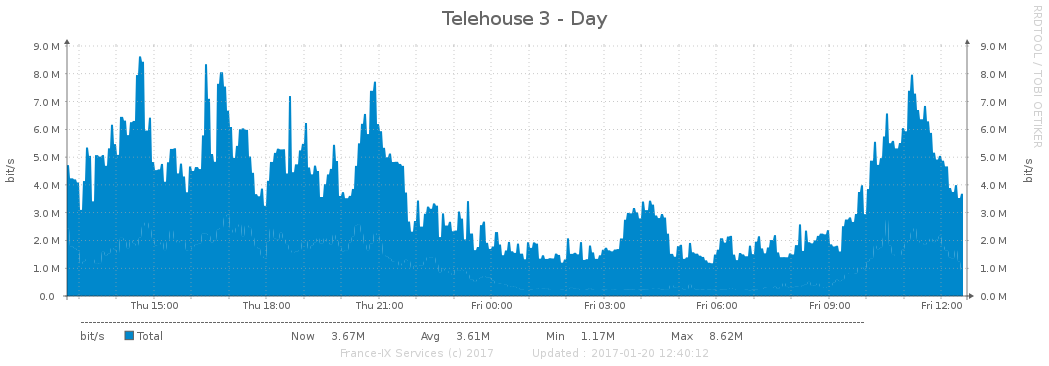 Telehouse 3 - Day
RRDTOOL / TOBI OETIKER
bit/s
9.0 M 9.0 M
8.0 M 8.0 M
7.0 M 7.0 M
6.0 M 6.0 M
5.0 M 5.0 M
4.0 M 4.0 M
3.0 M 3.0 M
2.0 M 2.0 M
1.0 M 1.0 M
0.0 0.0 M
bit/s
Thu 15:00 Thu 18:00 Thu 21:00 Fri 00:00 Fri 03:00 Fri 06:00 Fri 09:00 Fri 12:00
bit/s Total Now 3.67M Avg 3.61M Min 1.17M Max 8.62M
France-IX Services (c) 2017 Updated : 2017-01-20 12:40:12